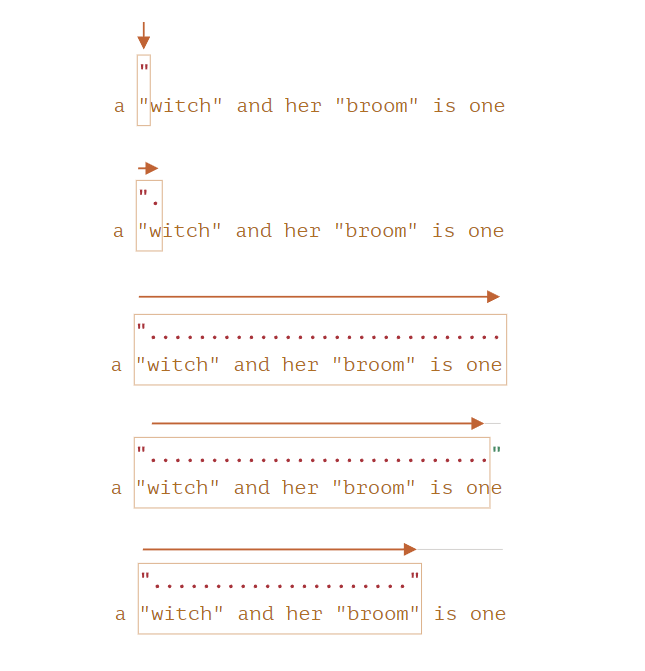 "
a "witch" and her "broom" is one
".
a "witch" and her "broom" is one
".............................
a "witch" and her "broom" is one
"............................"
a "witch" and her "broom" is one
"....................."
a "witch" and her "broom" is one